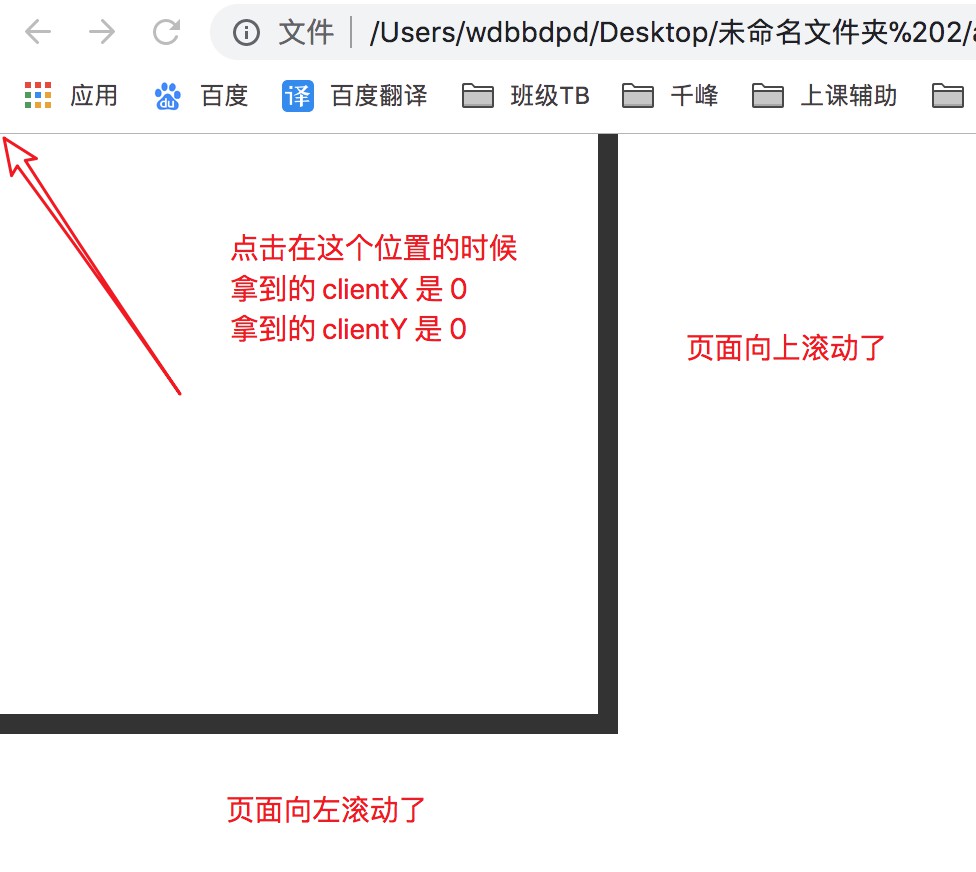 文件 /Users/wdbbdpd/Desktop/未命名文件夹%202/
应用 百度 译 百度翻译 班级TB 千峰 上课辅助
点击在这个位置的时候
拿到的 clientX 是 0
拿到的 clientY 是 0
页面向上滚动了
页面向左滚动了